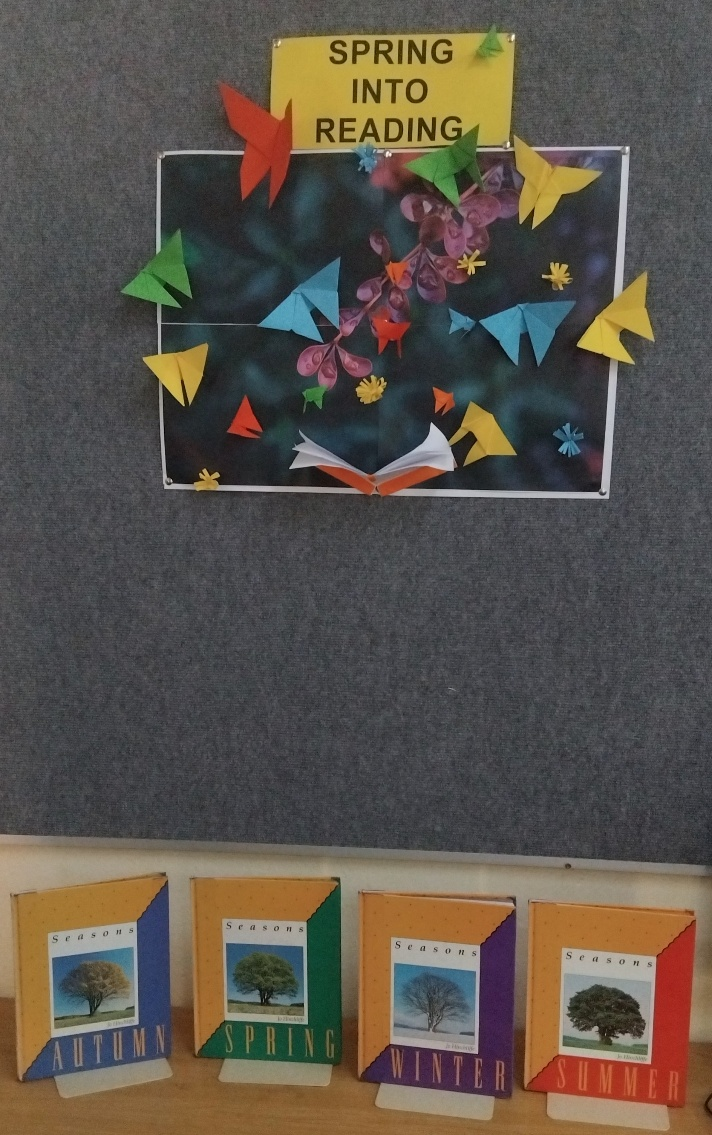 SPRING
INTO
READING
Seasons
AUTUMN
Seasons
SPRING
Seasons
WINTER
Seasons
SUMMER